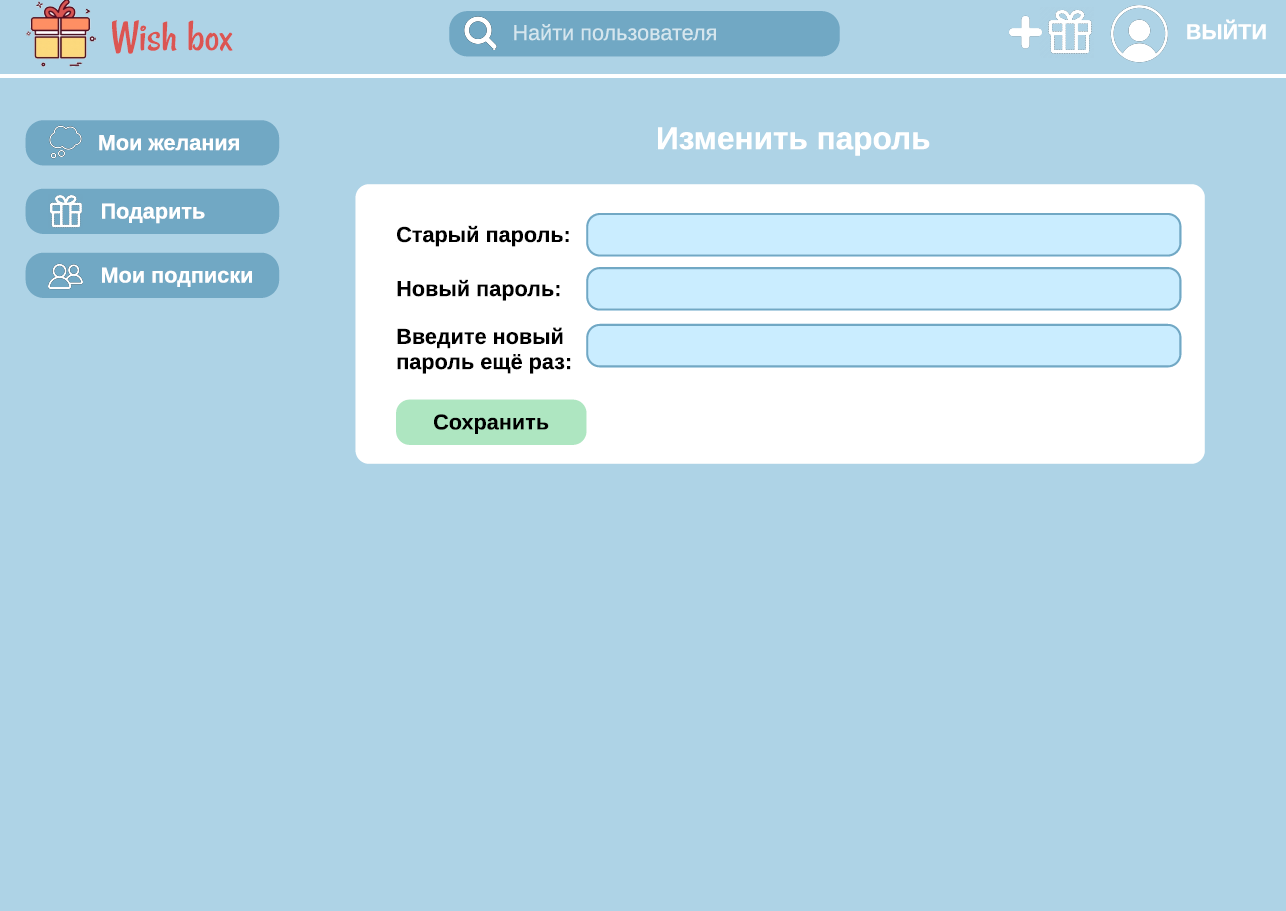 Wish box
Найти пользователя
ВЫЙТИ
Мои желания
Подарить
Мои подписки
Изменить пароль
Старый пароль:
Новый пароль:
Введите новый
пароль ещё раз:
Сохранить